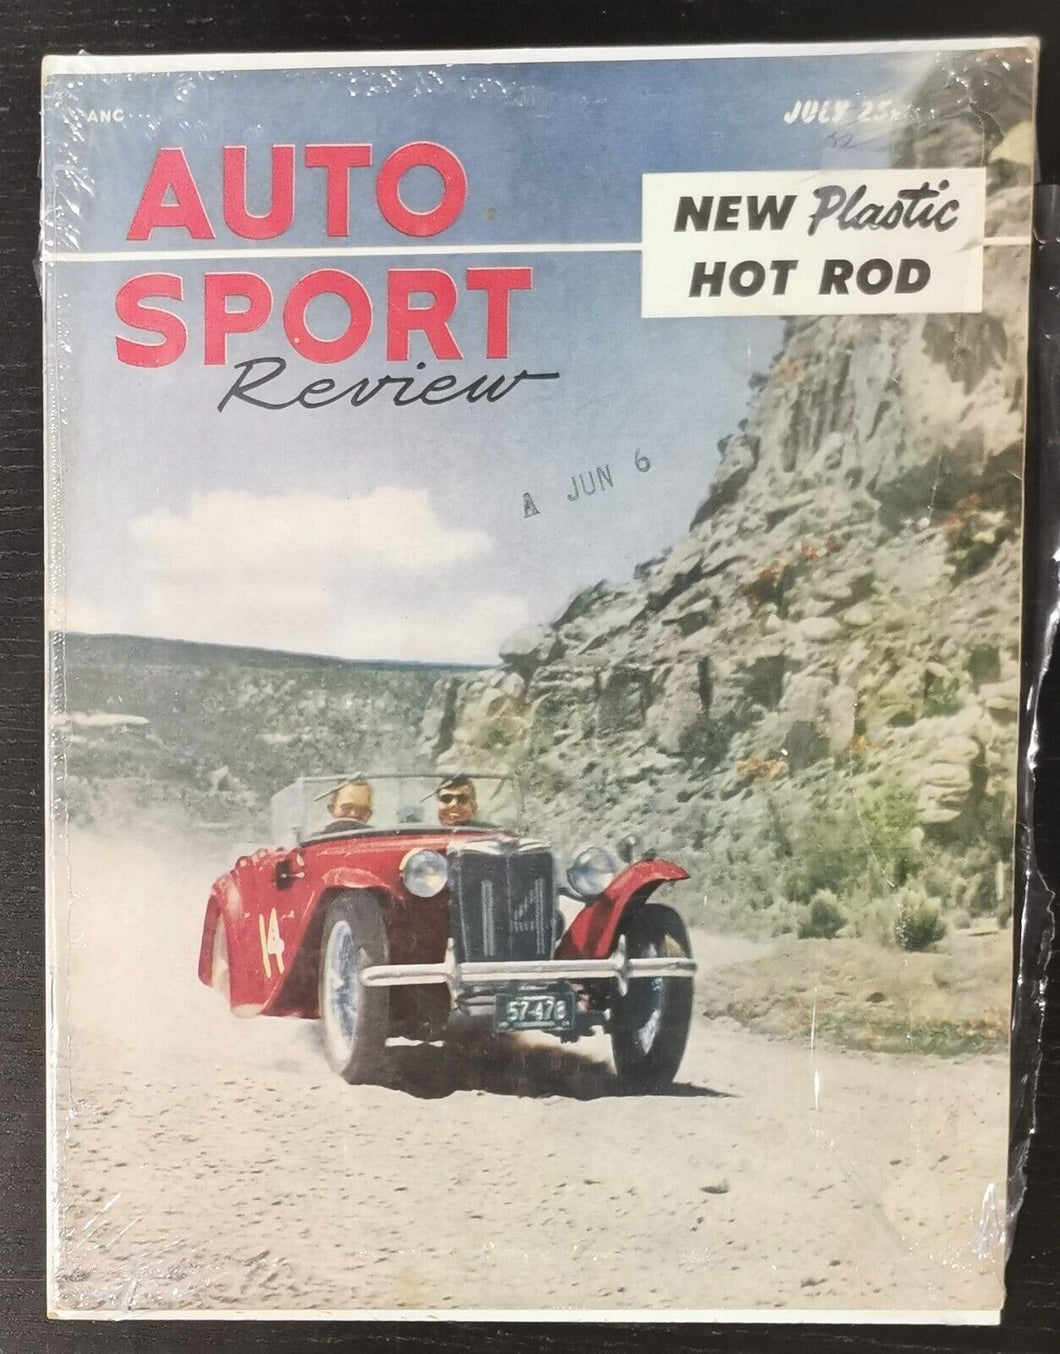 ANC
JULY 25¢
52
AUTO
SPORT
Review
NEW Plastic
HOT ROD
A JUN 6
14
57-478